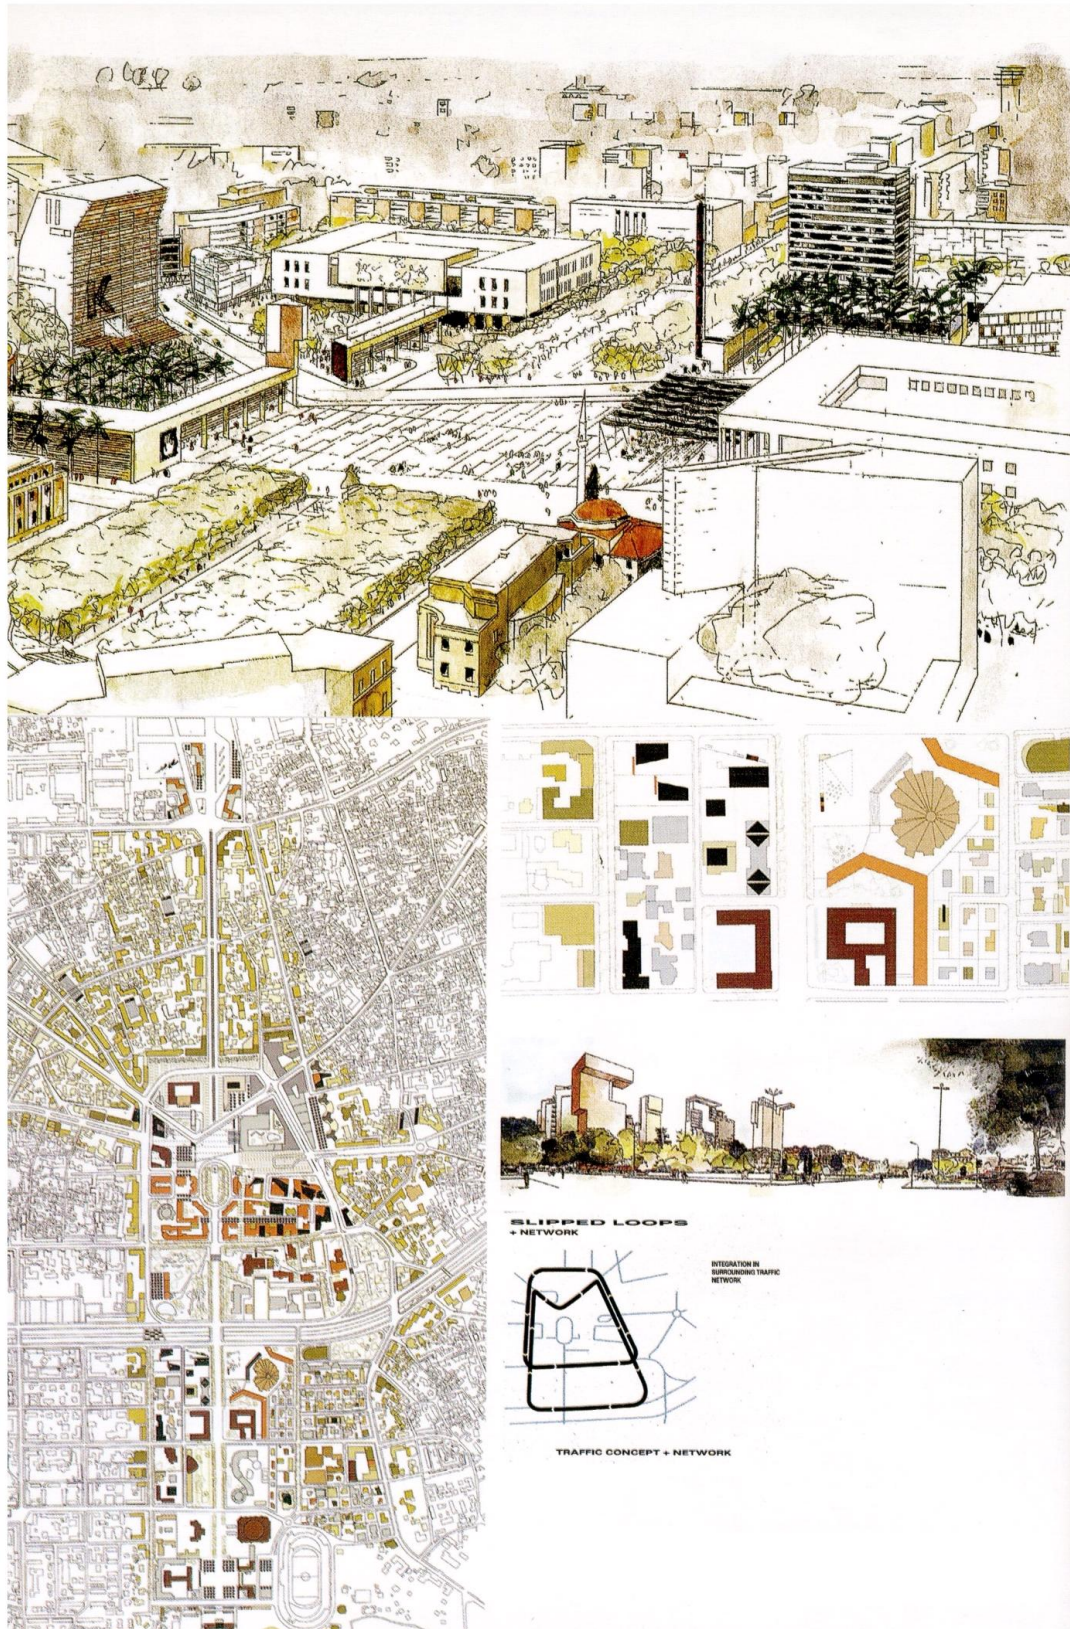 K
SLIPPED LOOPS
+ NETWORK
INTEGRATION IN
SURROUNDING TRAFFIC
NETWORK
TRAFFIC CONCEPT + NETWORK